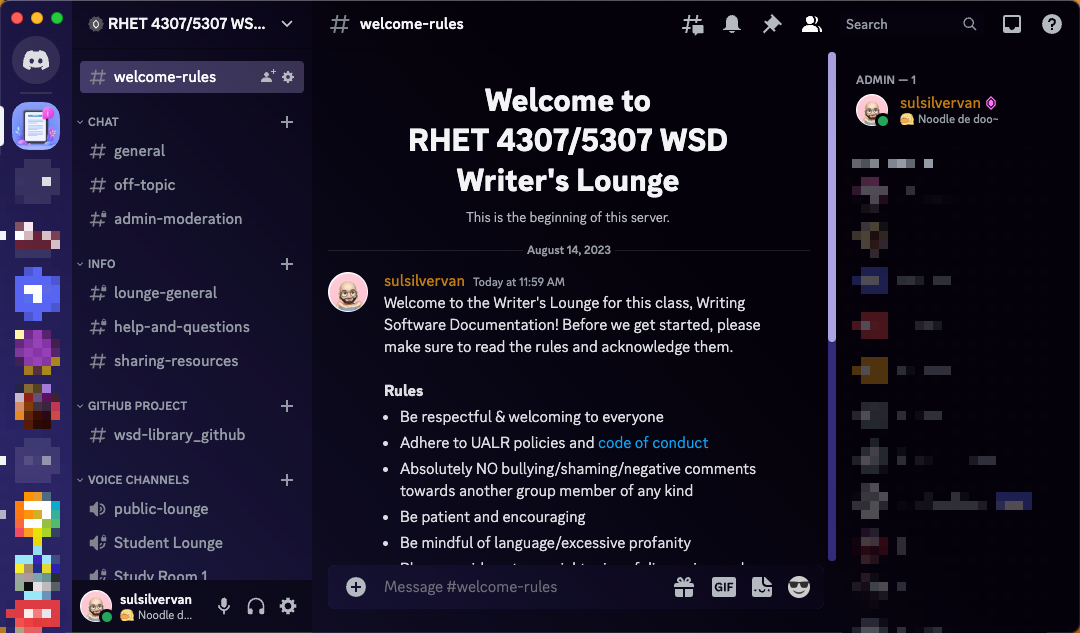 RHET 4307/5307 WS...
welcome-rules
CHAT
general
off-topic
admin-moderation
INFO
lounge-general
help-and-questions
sharing-resources
GITHUB PROJECT
wsd-library_github
VOICE CHANNELS
public-lounge
Student Lounge
Study Room 1
sulsilvervan
Noodle d...
welcome-rules
Search
Welcome to
RHET 4307/5307 WSD
Writer's Lounge
This is the beginning of this server.
August 14, 2023
sulsilvervan Today at 11:59 AM
Welcome to the Writer's Lounge for this class, Writing
Software Documentation! Before we get started, please
make sure to read the rules and acknowledge them.
Rules
• Be respectful & welcoming to everyone
• Adhere to UALR policies and code of conduct
• Absolutely NO bullying/shaming/negative comments
towards another group member of any kind
• Be patient and encouraging
• Be mindful of language/excessive profanity
Message #welcome-rules
GIF
ADMIN — 1
sulsilvervan
Noodle de doo~